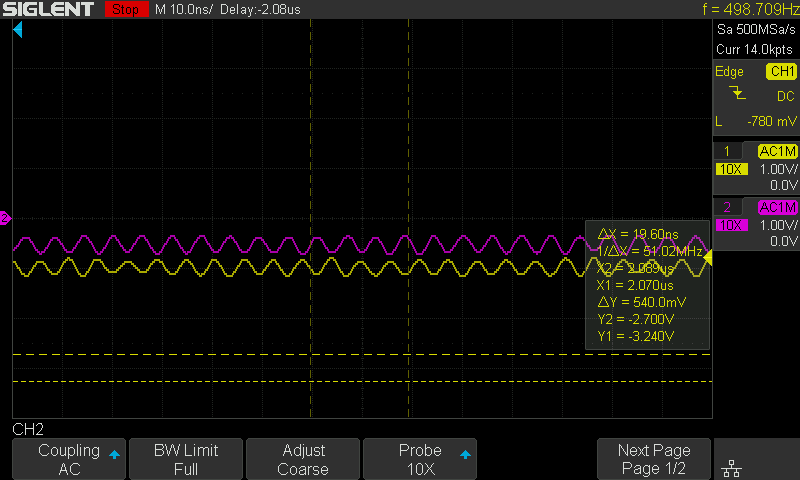 SIGLENT Stop M 10.0ns/ Delay:-2.08us f = 498.709Hz
Sa 500MSa/s
Curr 14.0kpts
Edge CH1
DC
L -780 mV
1 AC1M
10X 1.00V/
0.0V
2 AC1M
10X 1.00V/
0.0V
2
ΔX = 19.60ns
1/ΔX = 51.02MHz
X2 = 2.089us
X1 = 2.070us
ΔY = 540.0mV
Y2 = -2.700V
Y1 = -3.240V
CH2
Coupling
AC
BW Limit
Full
Adjust
Coarse
Probe
10X
Next Page
Page 1/2